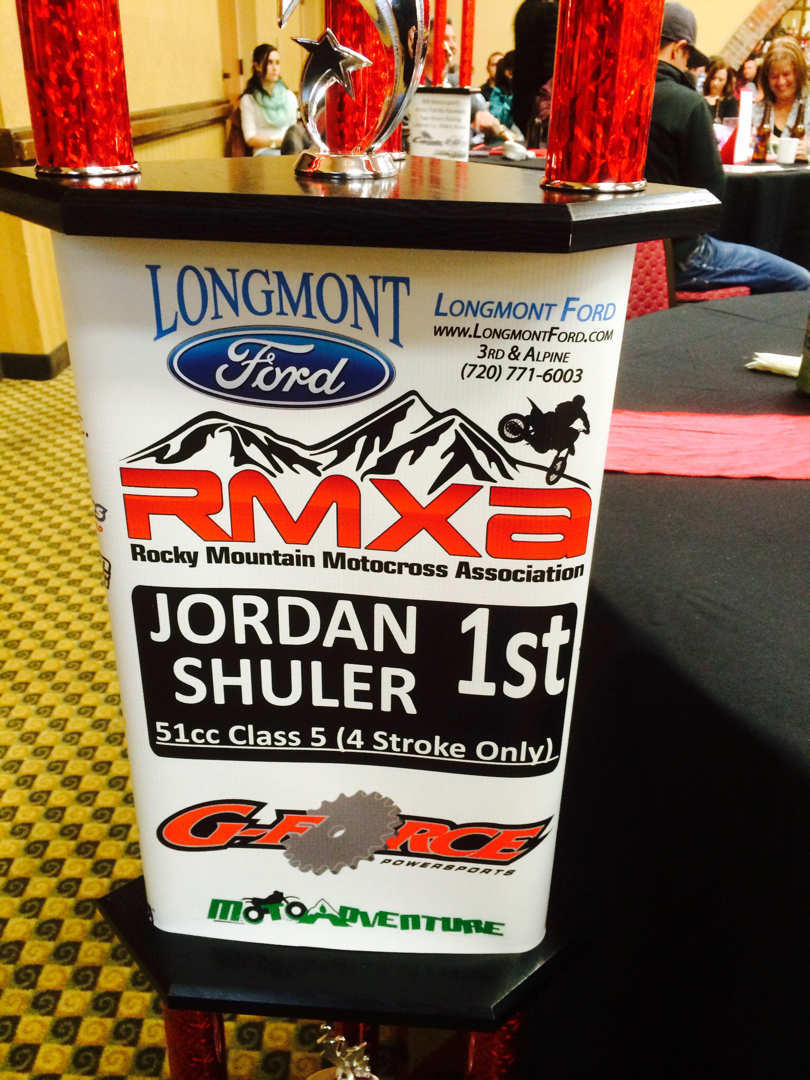 LONGMONT
Ford
LONGMONT FORD
WWW.LONGMONTFORD.COM
3RD & ALPINE
(720) 771-6003
RMXa
Rocky Mountain Motocross Association
JORDAN
SHULER
1st
51cc Class 5 (4 Stroke Only)
G-FORCE
POWERSPORTS
MOTOADVENTURE